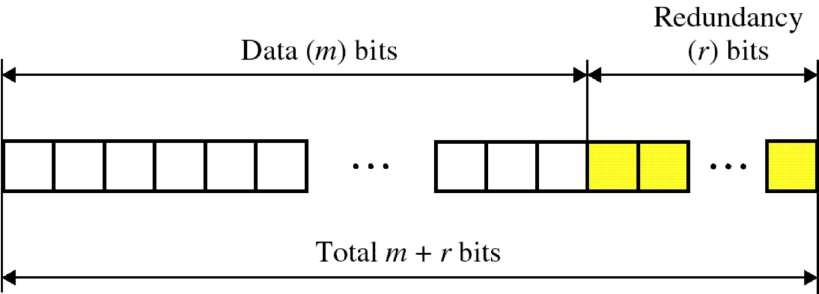 Redundancy
Data (m) bits
(r) bits
...
...
Total m + r bits